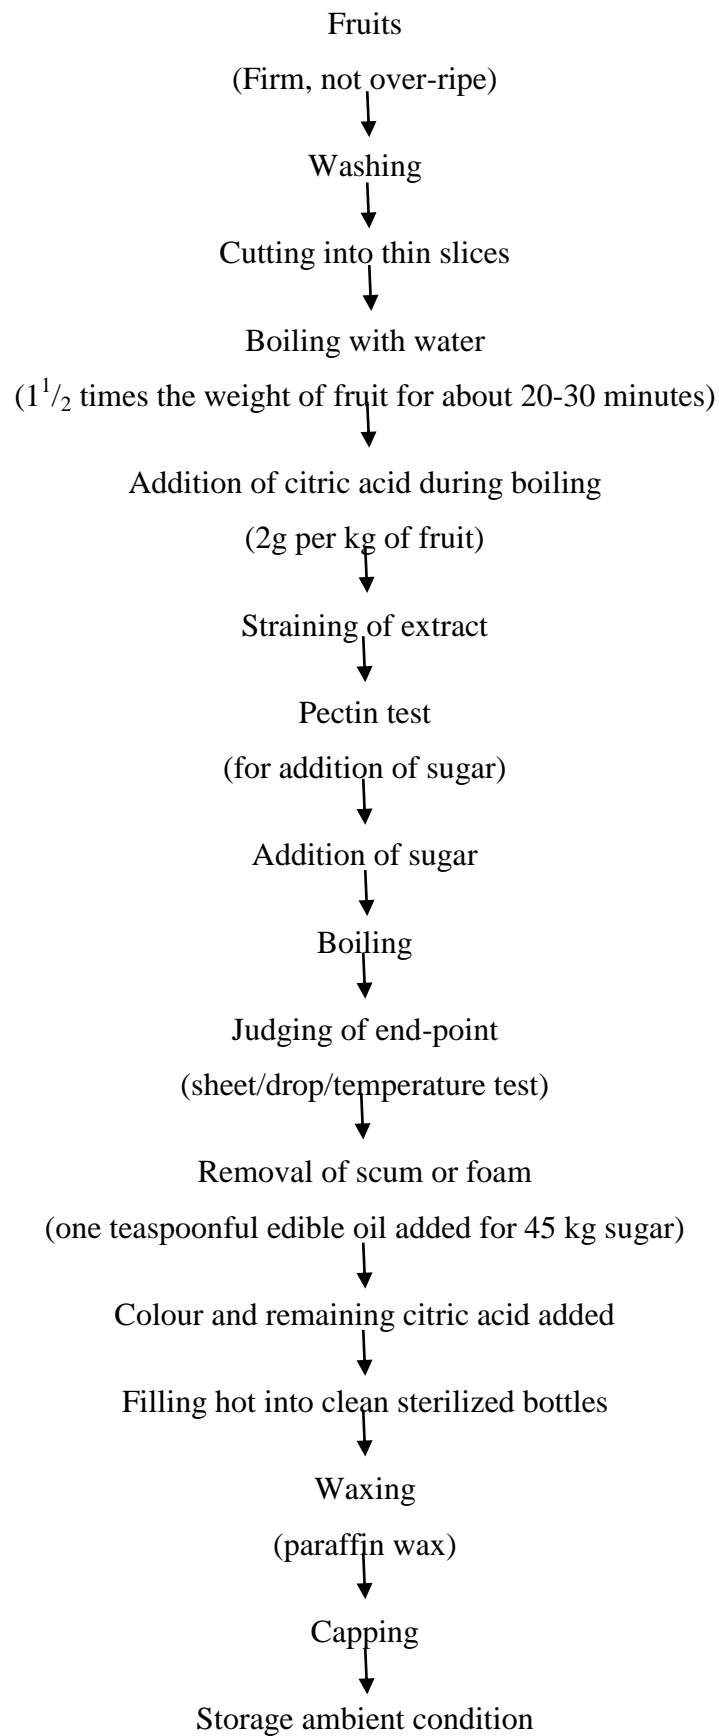 Fruits
(Firm, not over-ripe)
Washing
Cutting into thin slices
Boiling with water
(1 1/2 times the weight of fruit for about 20-30 minutes)
Addition of citric acid during boiling
(2g per kg of fruit)
Straining of extract
Pectin test
(for addition of sugar)
Addition of sugar
Boiling
Judging of end-point
(sheet/drop/temperature test)
Removal of scum or foam
(one teaspoonful edible oil added for 45 kg sugar)
Colour and remaining citric acid added
Filling hot into clean sterilized bottles
Waxing
(paraffin wax)
Capping
Storage ambient condition